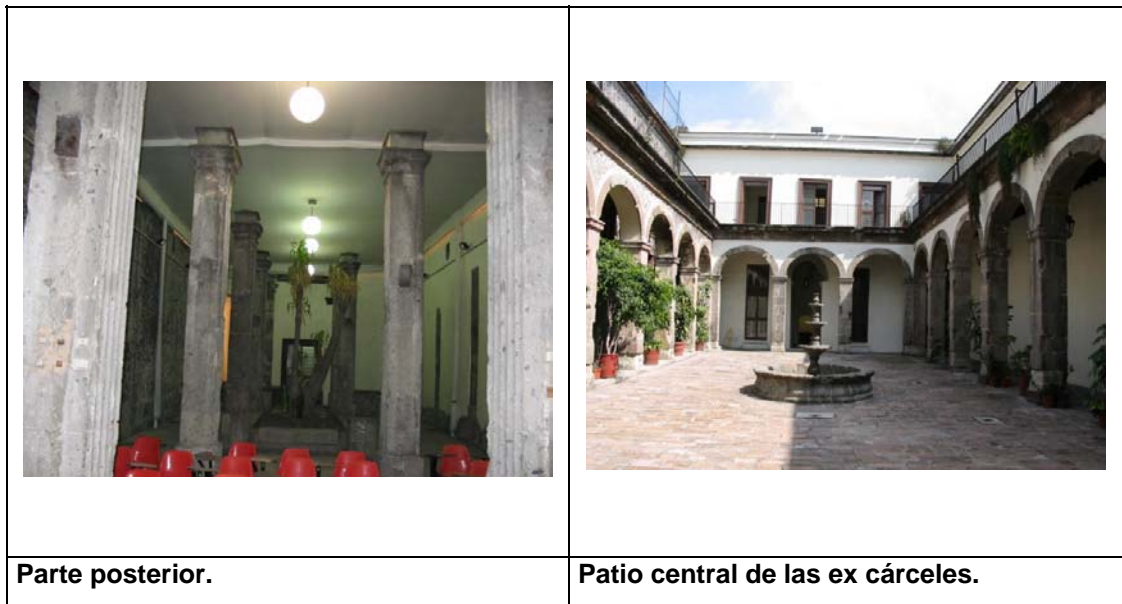 Parte posterior.
Patio central de las ex cárceles.